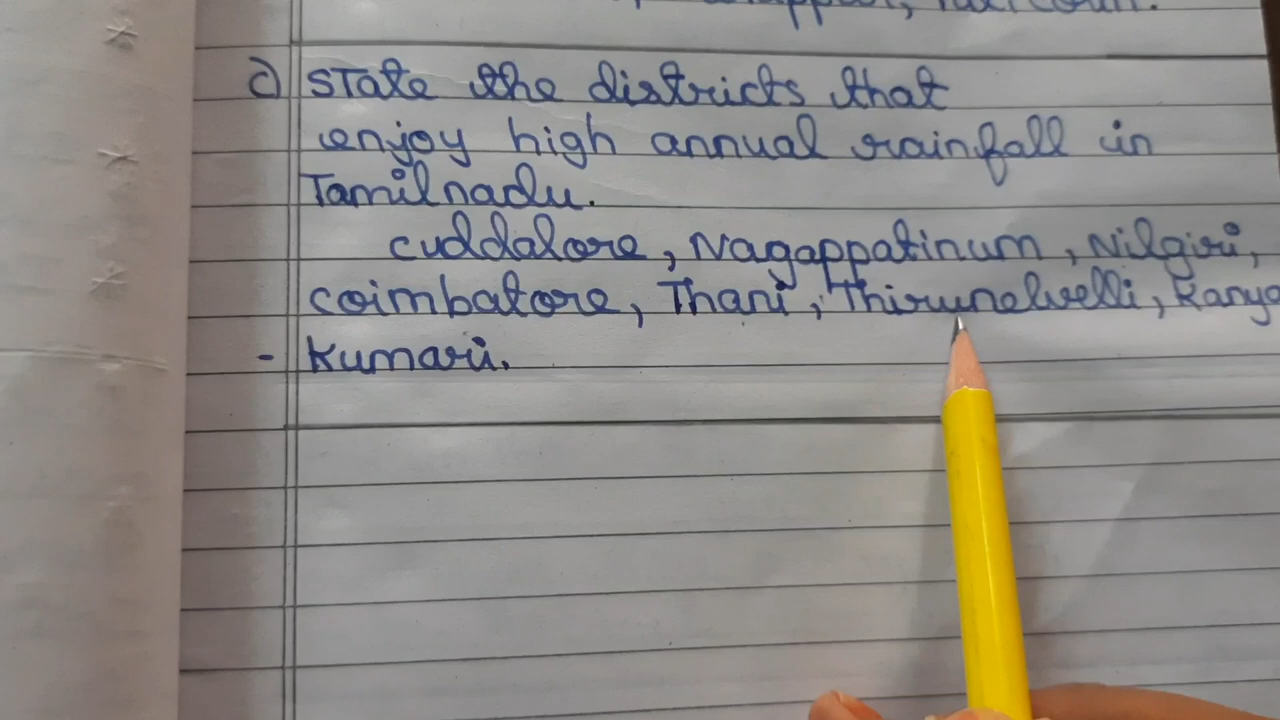 c) State the districts that
enjoy high annual rainfall in
Tamilnadu.
cuddalore, Nagappatinum, Nilgiri,
coimbatore, Thani, Thirunelvelli, Kanya
- Kumari.